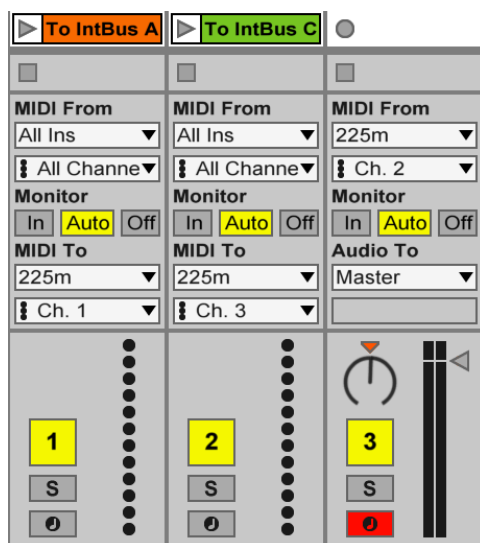 To IntBus A
To IntBus C
MIDI From
All Ins
All Channe
Monitor
In Auto Off
MIDI To
225m
Ch. 1
1
S
MIDI From
All Ins
All Channe
Monitor
In Auto Off
MIDI To
225m
Ch. 3
2
S
MIDI From
225m
Ch. 2
Monitor
In Auto Off
Audio To
Master
3
S